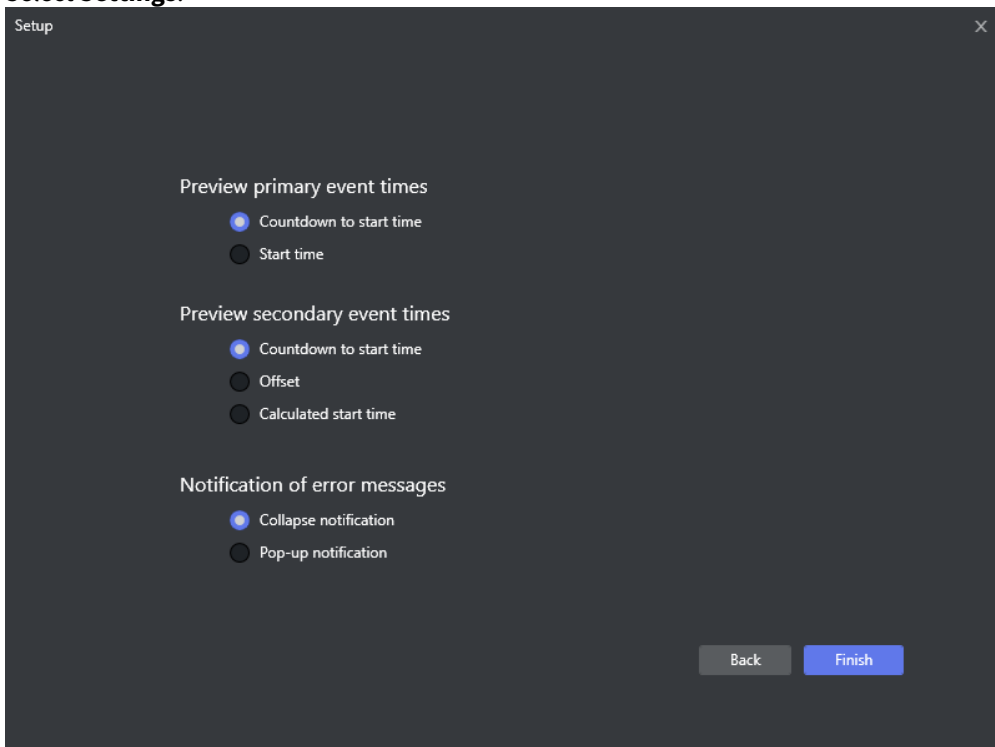 Setup
X
Preview primary event times
Countdown to start time
Start time
Preview secondary event times
Countdown to start time
Offset
Calculated start time
Notification of error messages
Collapse notification
Pop-up notification
Back Finish